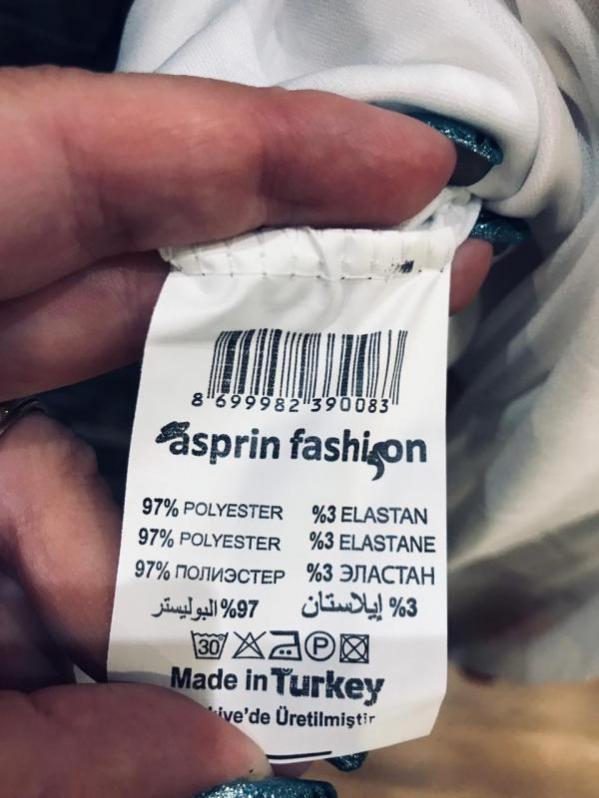 8 699982 390083
asprin fashion
97% POLYESTER %3 ELASTAN
97% POLYESTER %3 ELASTANE
97% ПОЛИЭСТЕР %3 ЭЛАСТАН
%97 البوليستر %3 إيلاستان
30 P
Made in Turkey
Üretilmiştir